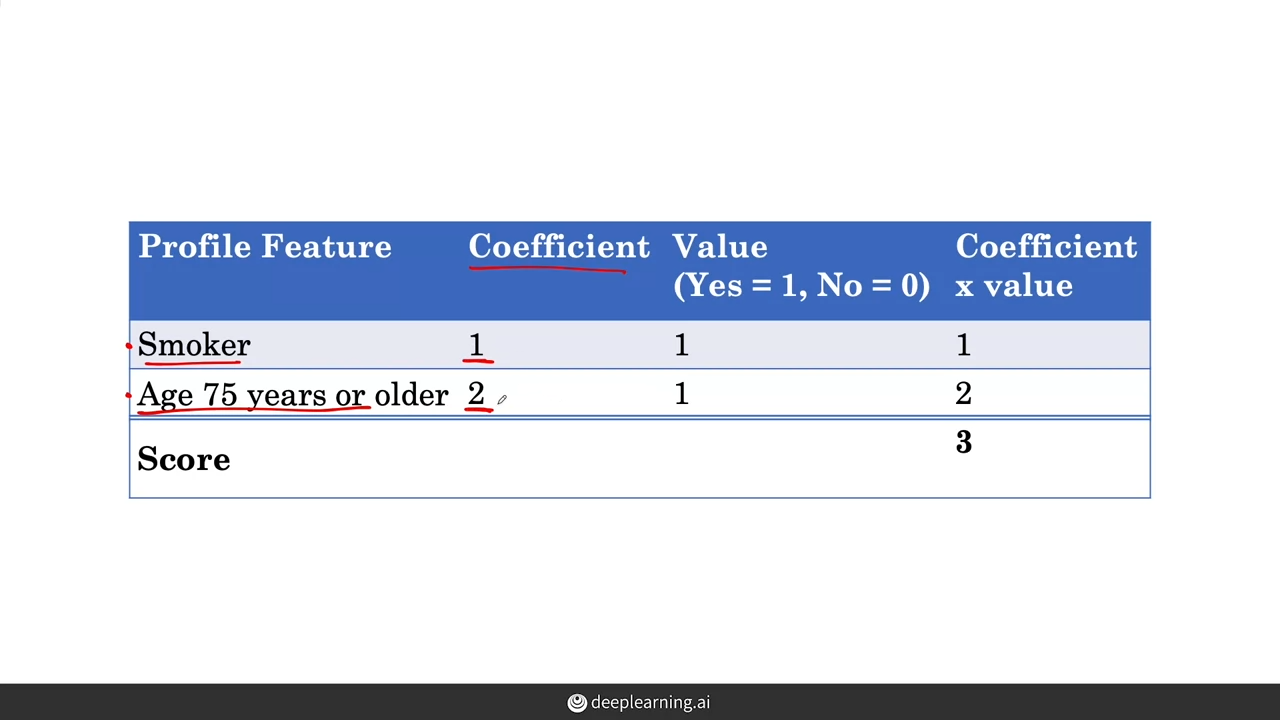 Profile Feature Coefficient Value Coefficient
(Yes = 1, No = 0) x value
Smoker 1 1 1
Age 75 years or older 2 1 2
Score 3
deeplearning.ai